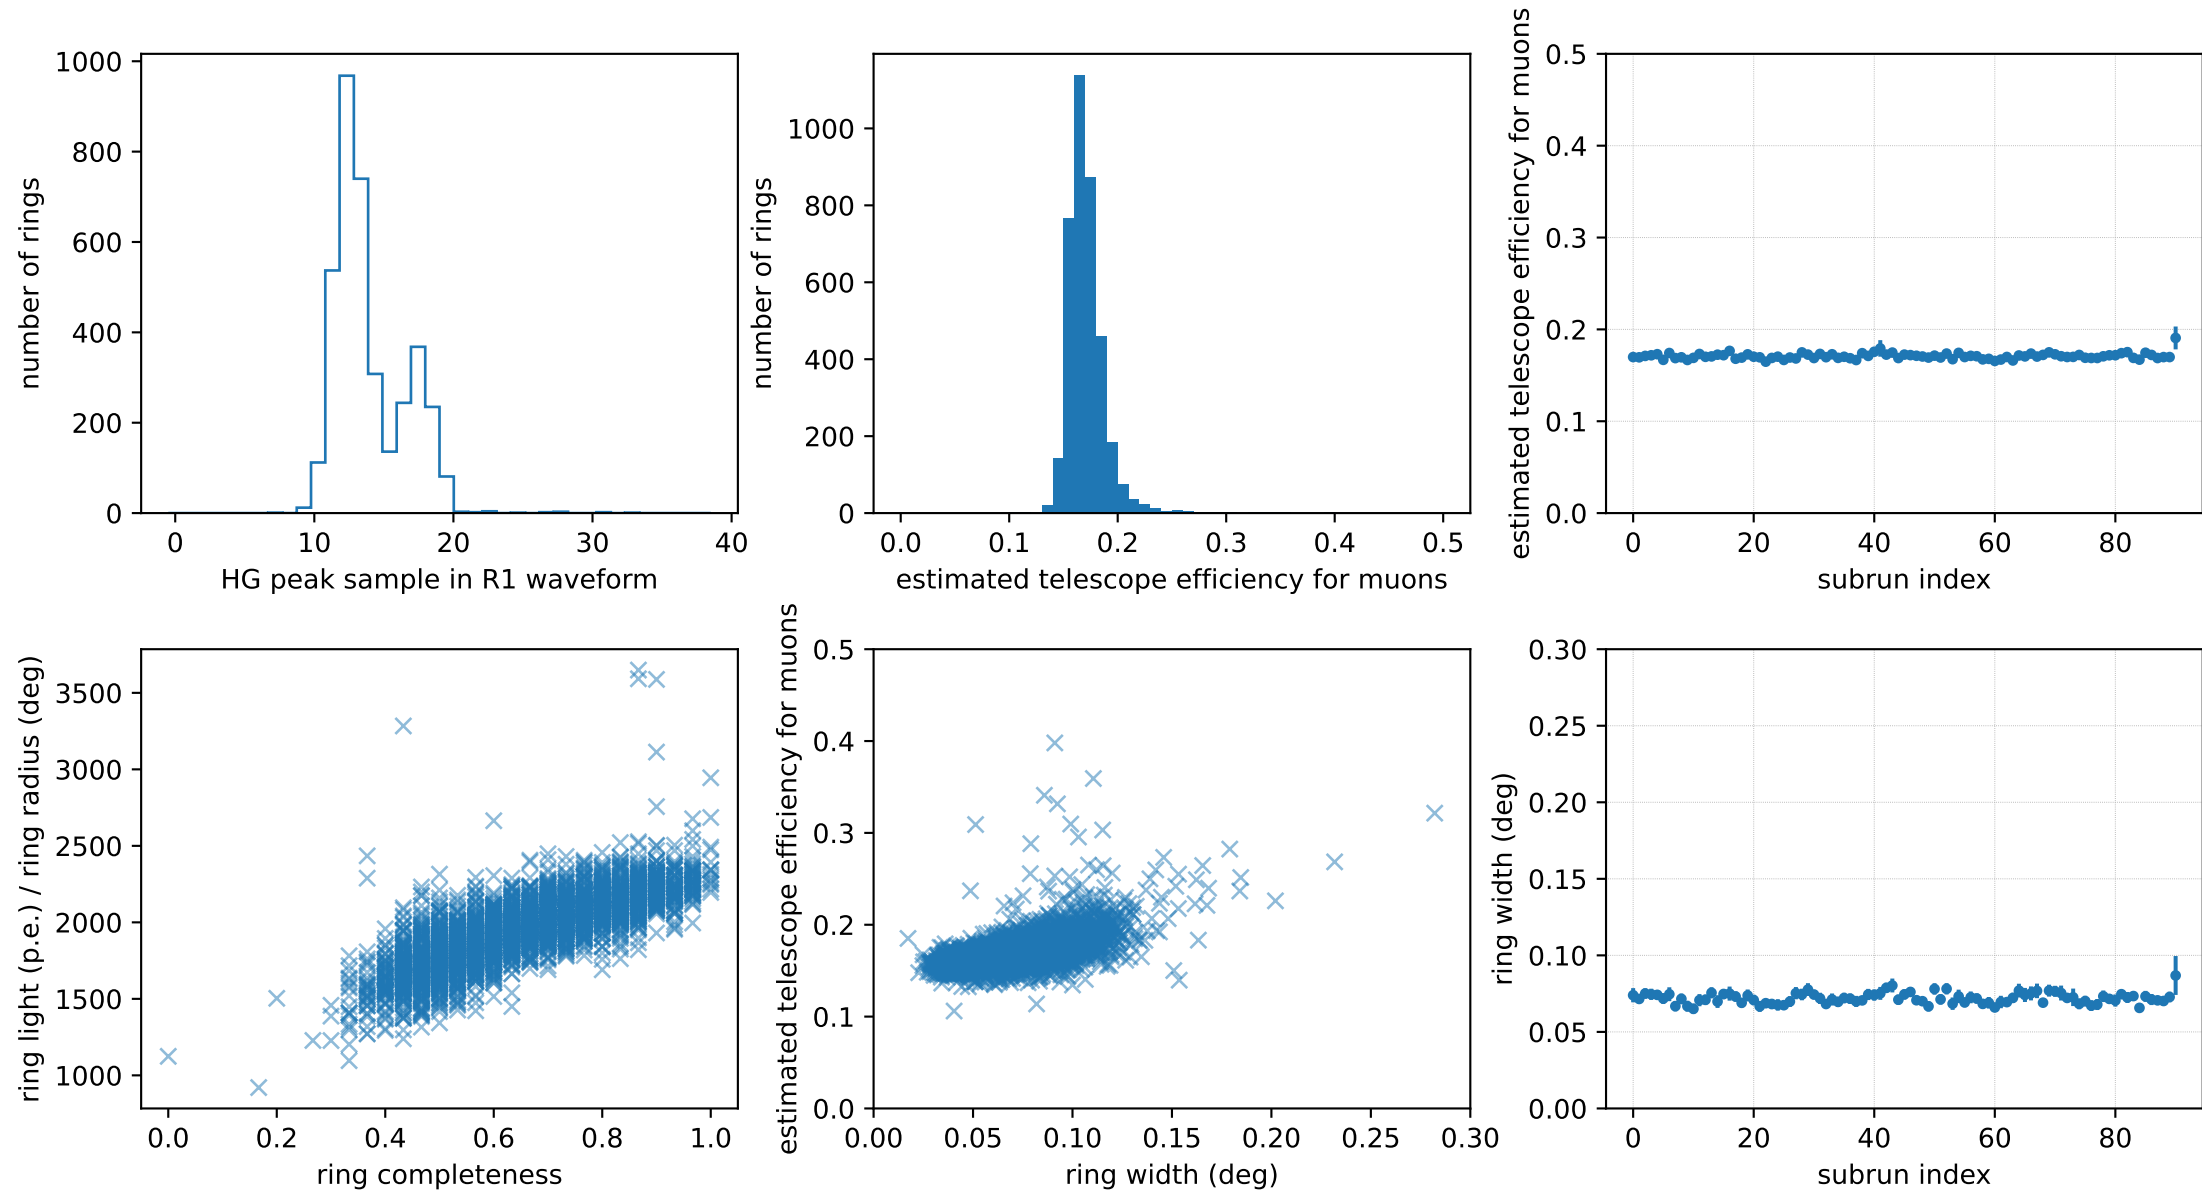 number of rings
1000
800
600
400
200
0
0 10 20 30 40
HG peak sample in R1 waveform
number of rings
1000
800
600
400
200
0
0.0 0.1 0.2 0.3 0.4 0.5
estimated telescope efficiency for muons
estimated telescope efficiency for muons
0.5
0.4
0.3
0.2
0.1
0.0
0 20 40 60 80
subrun index
ring light (p.e.) / ring radius (deg)
3500
3000
2500
2000
1500
1000
0.0 0.2 0.4 0.6 0.8 1.0
ring completeness
estimated telescope efficiency for muons
0.5
0.4
0.3
0.2
0.1
0.0
0.00 0.05 0.10 0.15 0.20 0.25 0.30
ring width (deg)
ring width (deg)
0.30
0.25
0.20
0.15
0.10
0.05
0.00
0 20 40 60 80
subrun index